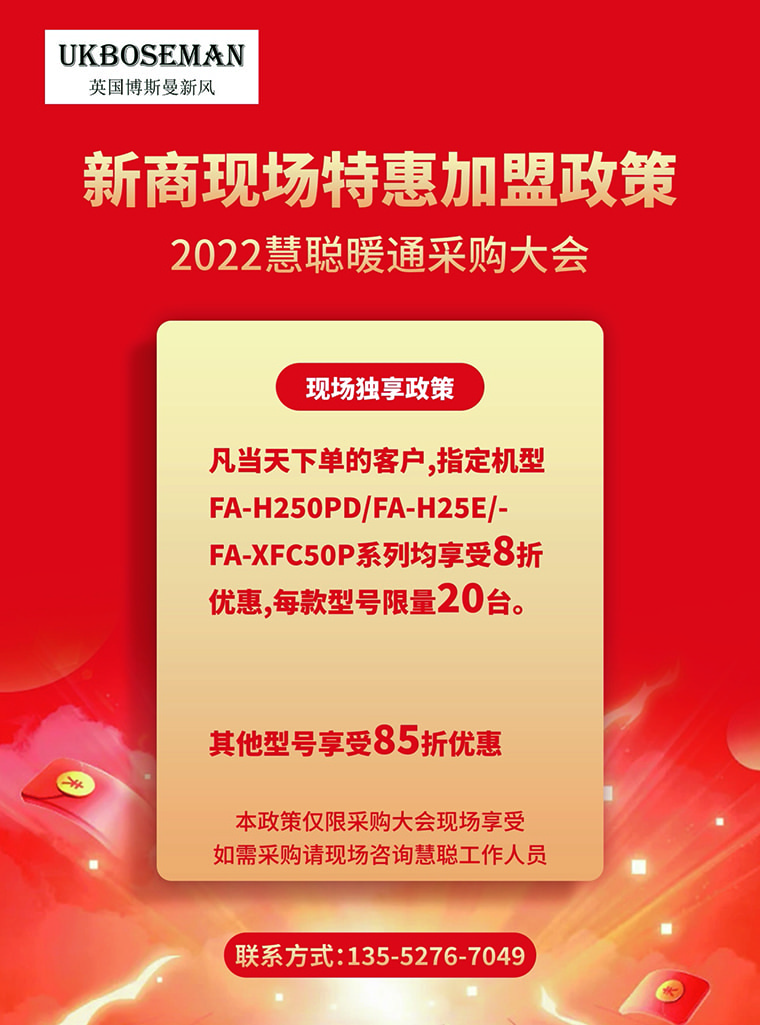 UKBOSEMAN
英国博斯曼新风
新商现场特惠加盟政策
2022慧聪暖通采购大会
现场独享政策
凡当天下单的客户,指定机型
FA-H250PD/FA-H25E/-
FA-XFC50P系列均享受8折
优惠,每款型号限量20台。
其他型号享受85折优惠
本政策仅限采购大会现场享受
如需采购请现场咨询慧聪工作人员
联系方式:135-5276-7049